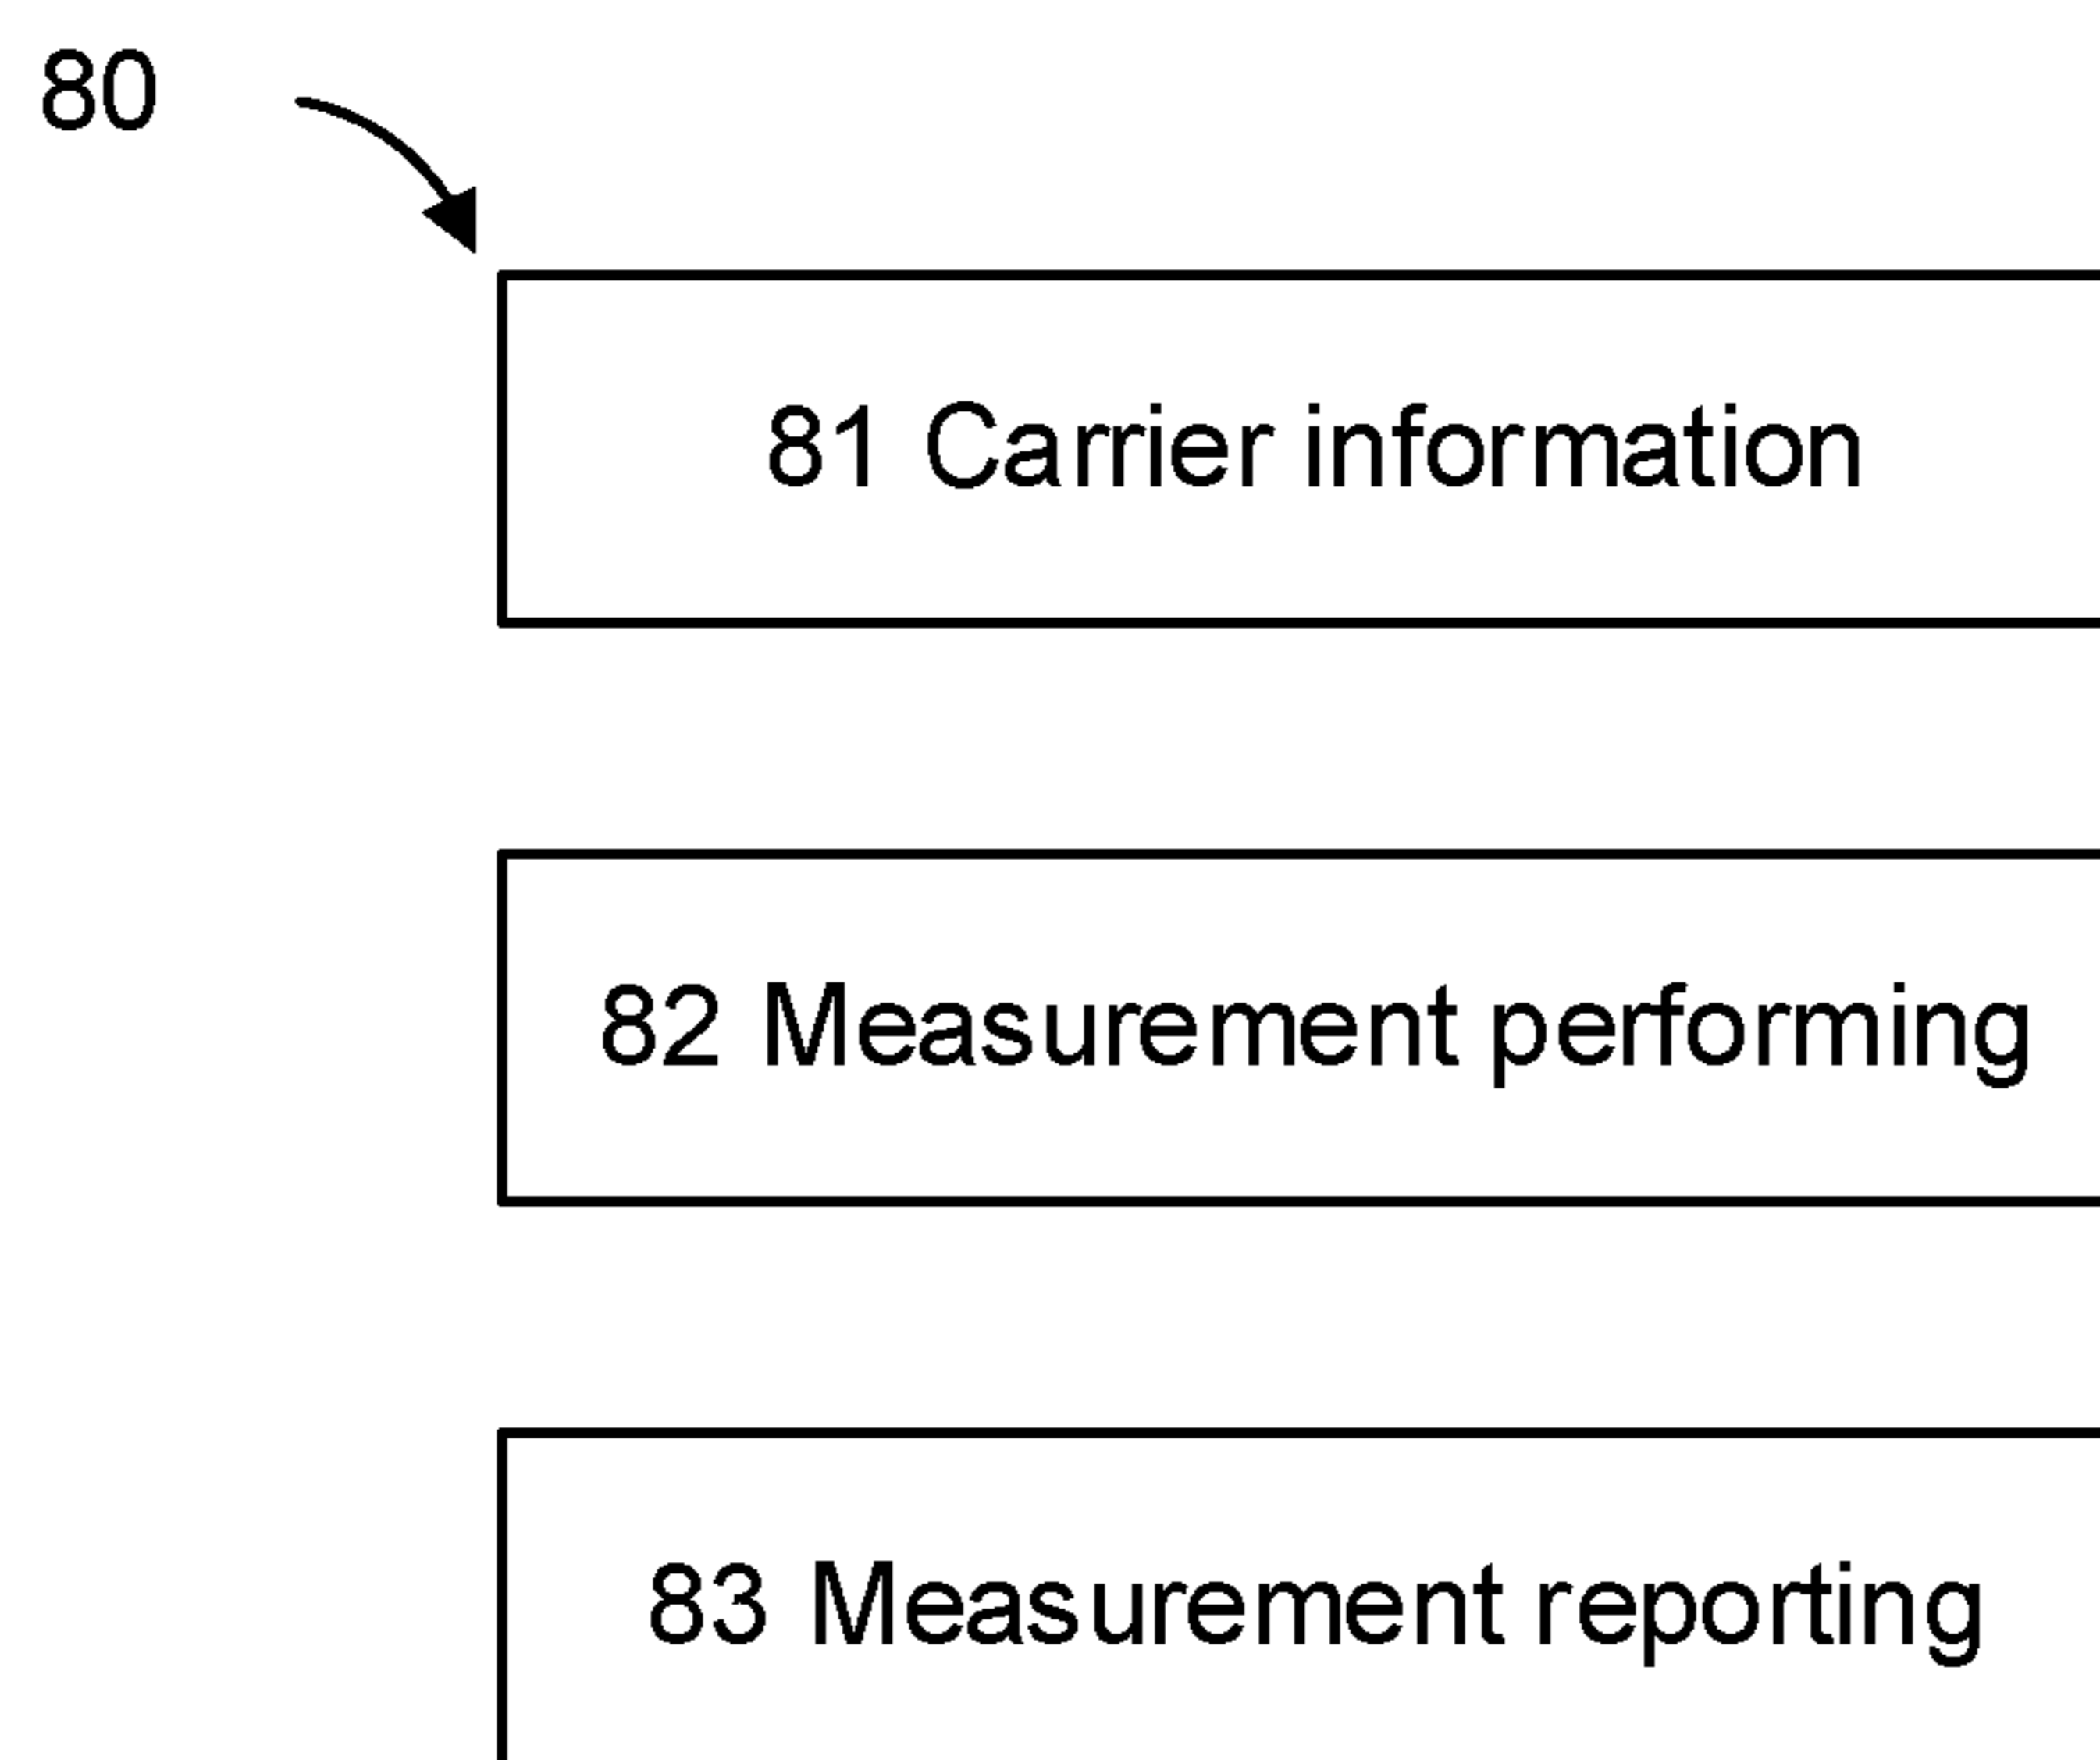 80
81 Carrier information
82 Measurement performing
83 Measurement reporting